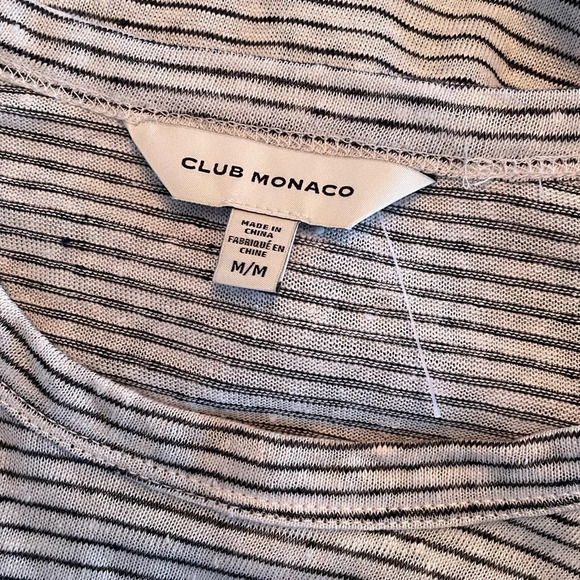 CLUB MONACO
MADE IN
CHINA
FABRIQUÉ EN
CHINE
M/M